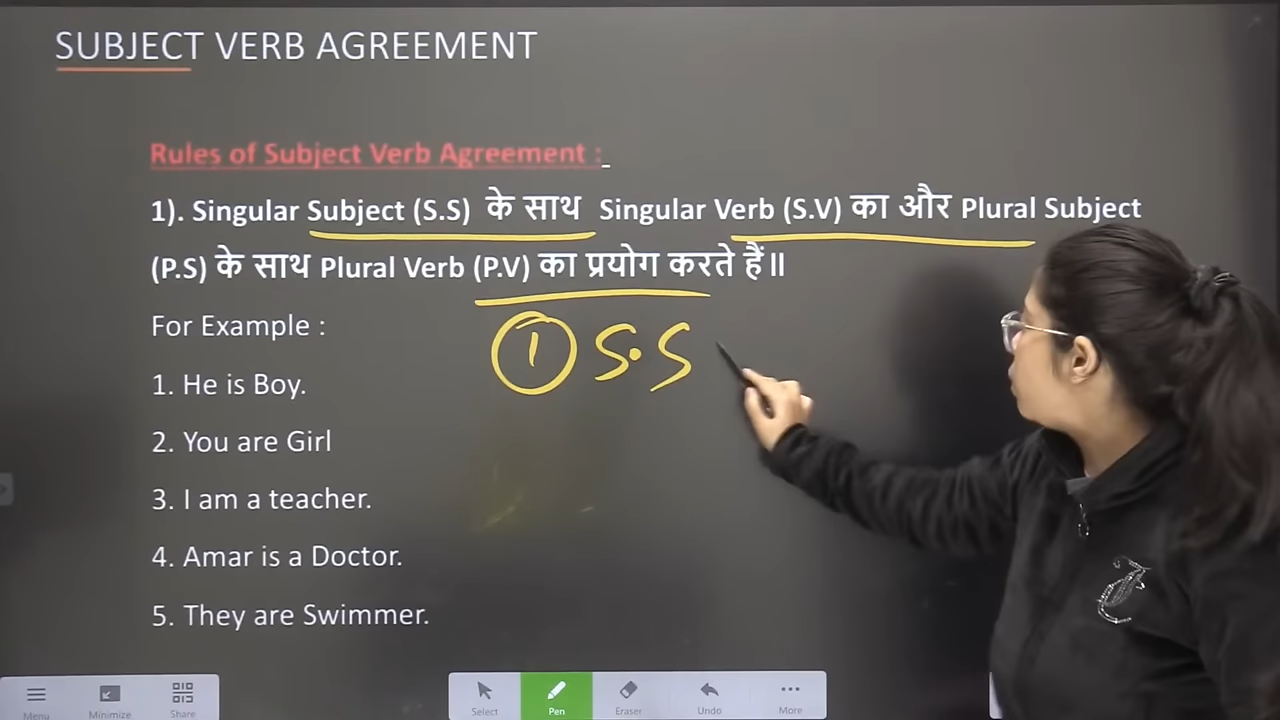 SUBJECT VERB AGREEMENT
Rules of Subject Verb Agreement :
1). Singular Subject (S.S) के साथ Singular Verb (S.V) का और Plural Subject
(P.S) के साथ Plural Verb (P.V) का प्रयोग करते हैं॥
For Example :
① S.S
1. He is Boy.
2. You are Girl
3. I am a teacher.
4. Amar is a Doctor.
5. They are Swimmer.
Menu Minimize Share Select Pen Eraser Undo More